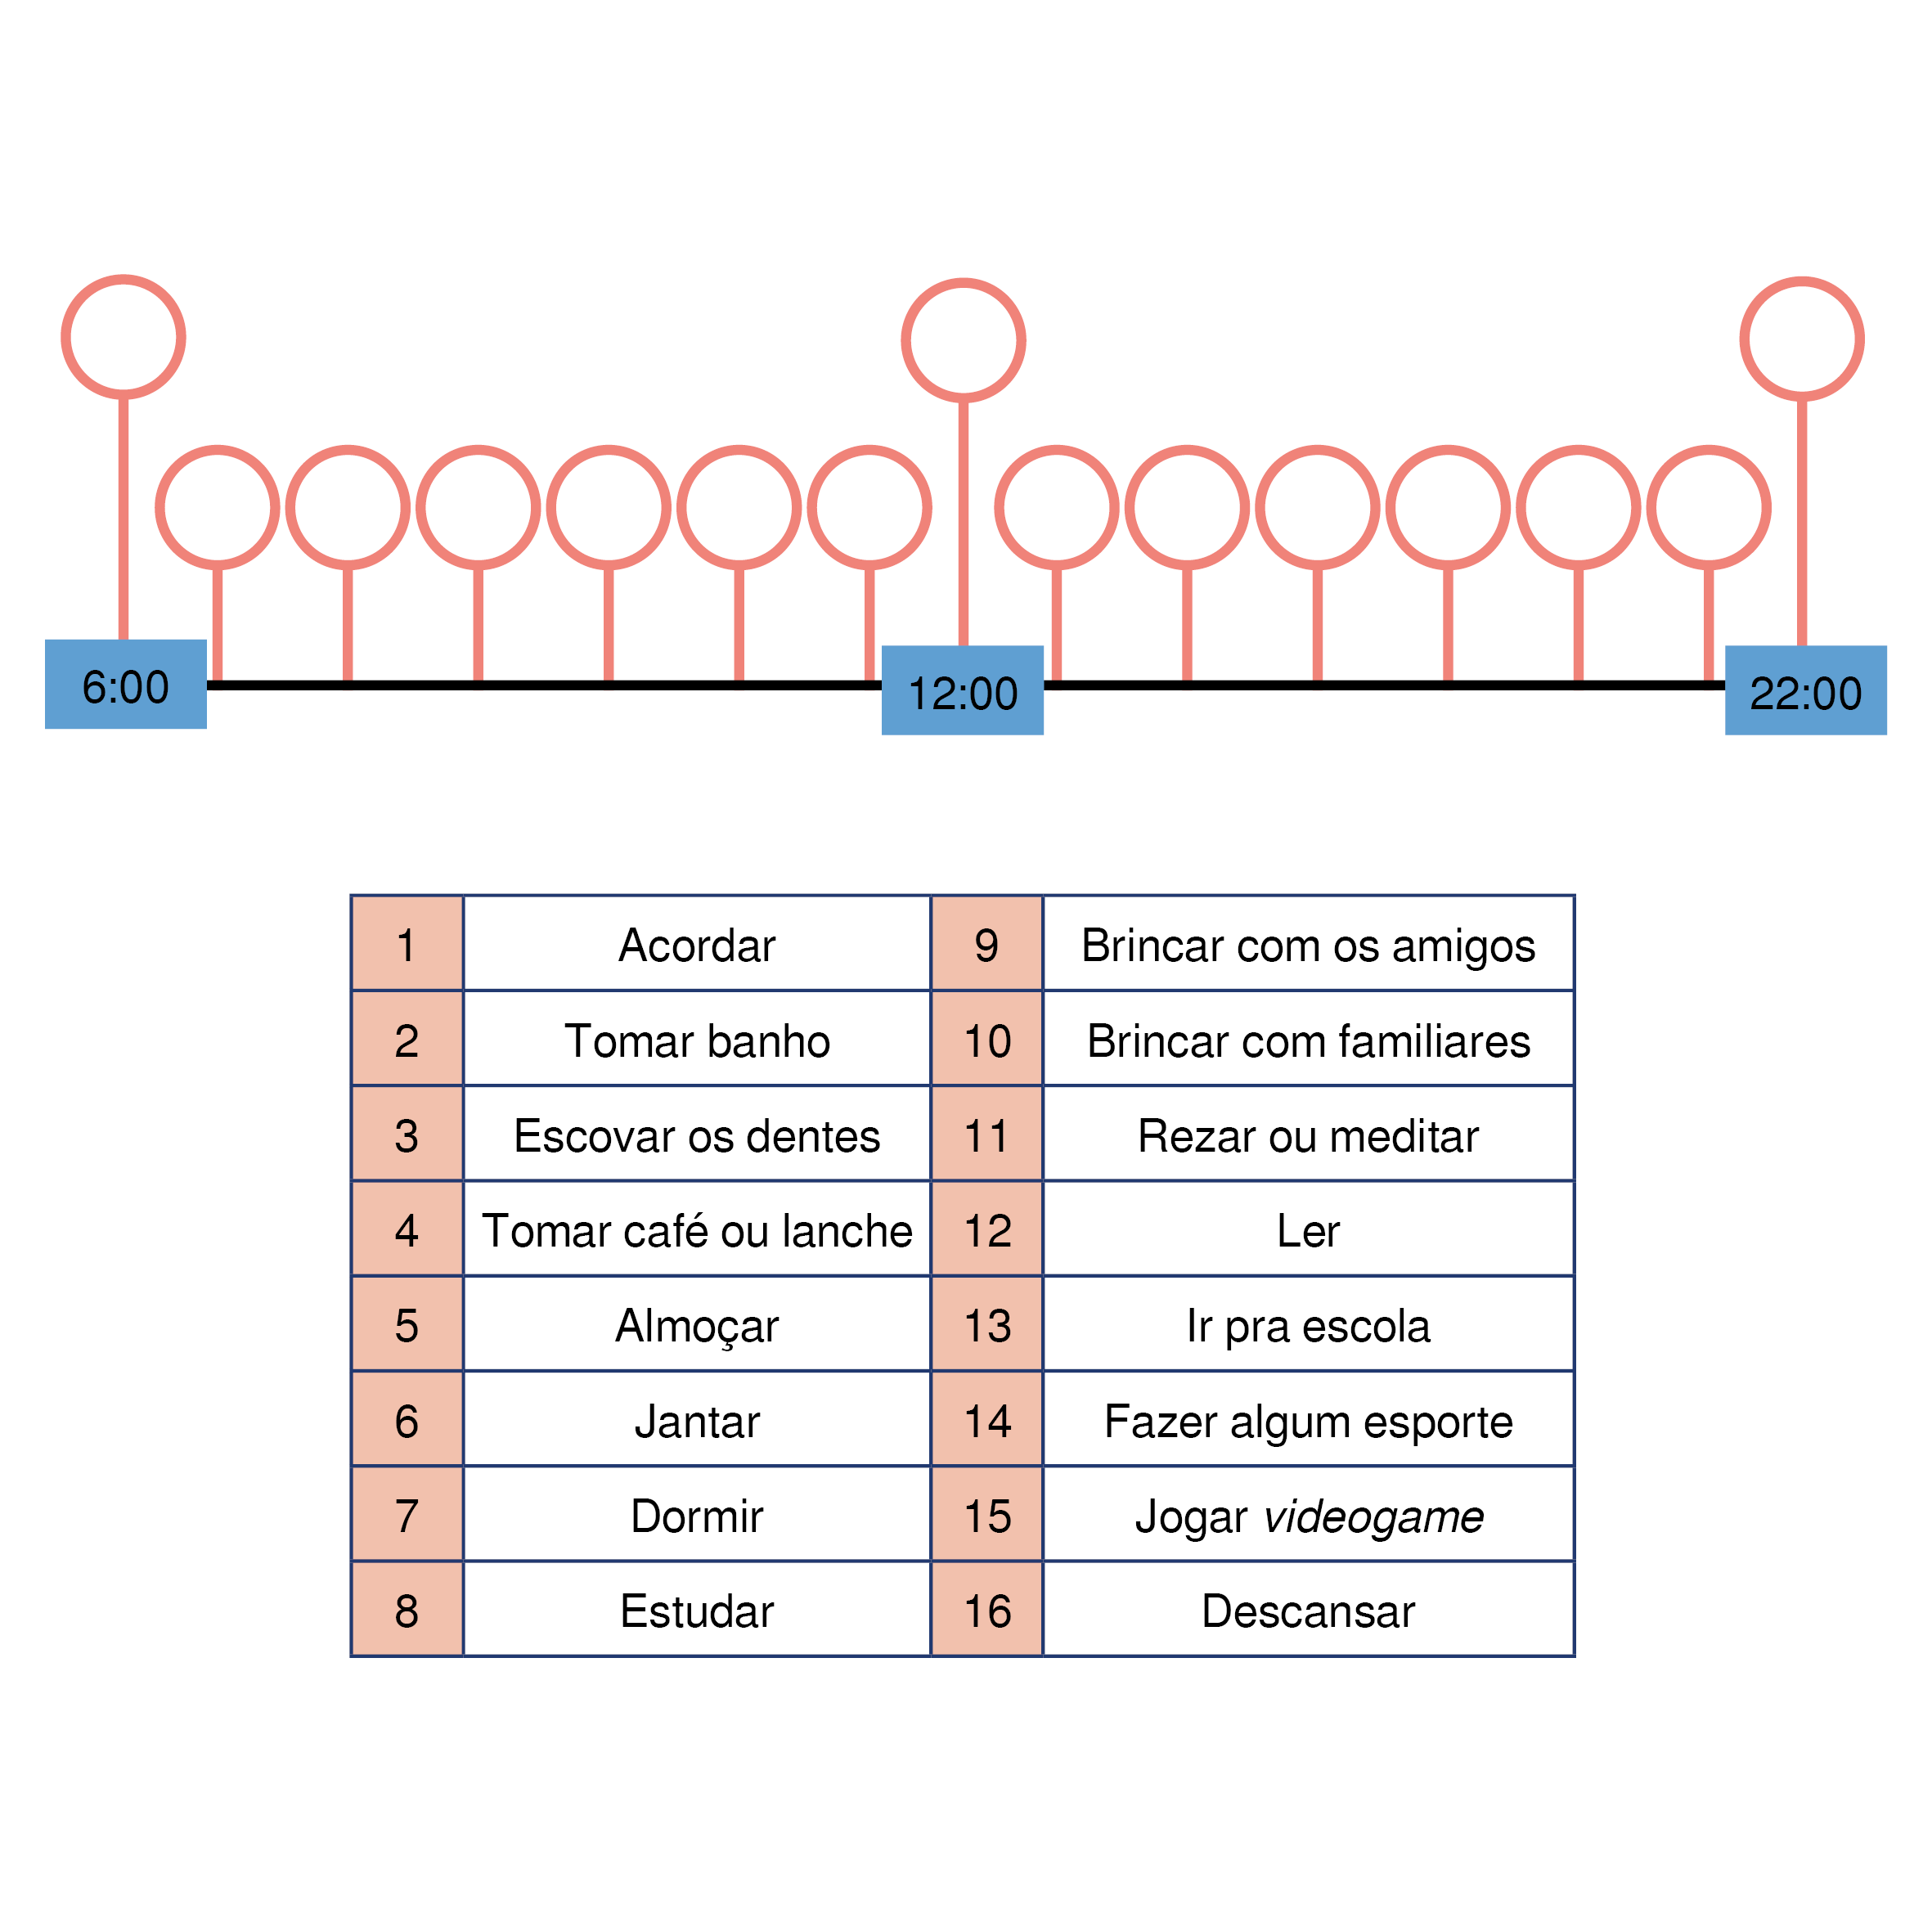 6:00
12:00
22:00
1 Acordar 9 Brincar com os amigos
2 Tomar banho 10 Brincar com familiares
3 Escovar os dentes 11 Rezar ou meditar
4 Tomar café ou lanche 12 Ler
5 Almoçar 13 Ir pra escola
6 Jantar 14 Fazer algum esporte
7 Dormir 15 Jogar videogame
8 Estudar 16 Descansar